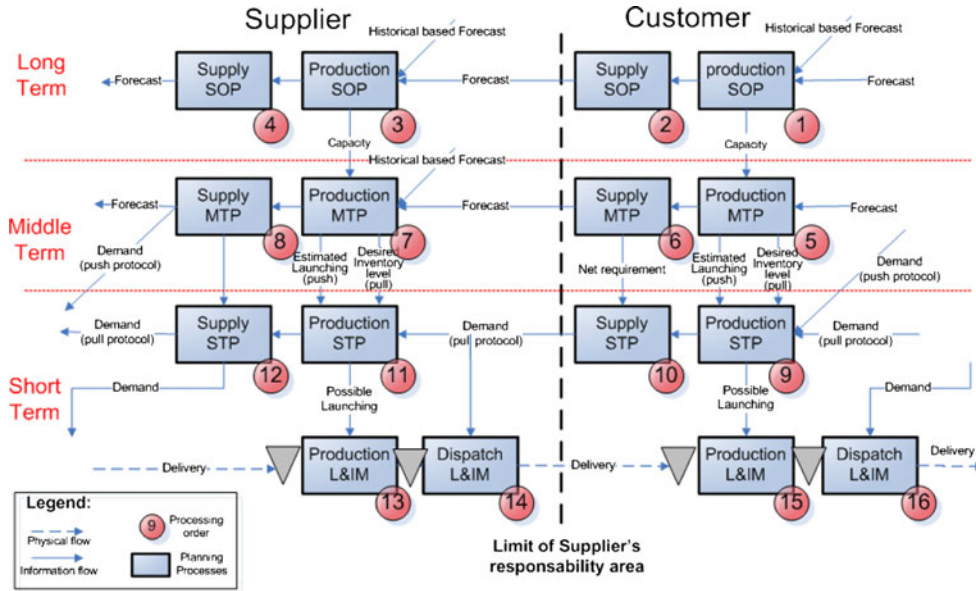 Supplier
Customer
Historical based Forecast
Historical based Forecast
Long
Term
Forecast
Supply
SOP
4
Production
SOP
3
Forecast
Supply
SOP
2
production
SOP
1
Forecast
Capacity
Capacity
Historical based Forecast
Middle
Term
Forecast
Supply
MTP
8
Production
MTP
7
Forecast
Supply
MTP
6
Production
MTP
5
Forecast
Demand
(push protocol)
Estimated
Launching
(push)
Desired
Inventory
level
(pull)
Net requirement
Estimated
Launching
(push)
Desired
Inventory
level
(pull)
Demand
(push protocol)
Short
Term
Demand
(pull protocol)
Supply
STP
12
Production
STP
11
Demand
(pull protocol)
Supply
STP
10
Production
STP
9
Demand
(pull protocol)
Demand
Possible
Launching
Possible
Launching
Demand
Delivery
Production
L&IM
13
Dispatch
L&IM
14
Delivery
Production
L&IM
15
Dispatch
L&IM
16
Delivery
Legend:
Physical flow
Information flow
9
Processing
order
Planning
Processes
Limit of Supplier's
responsability area